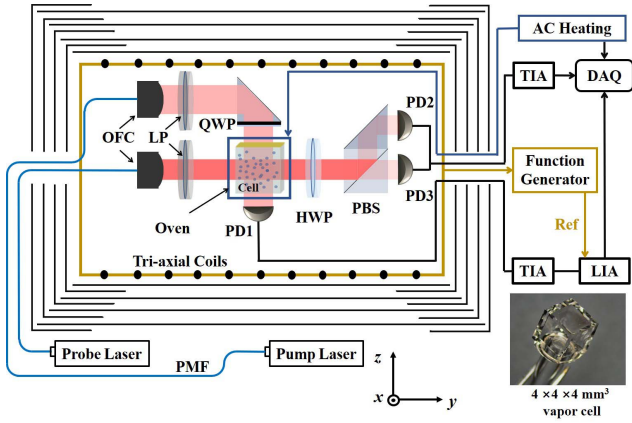 AC Heating
TIA
DAQ
PD2
QWP
OFC
LP
Function
Generator
Cell
PD3
PBS
HWP
Oven
PD1
Ref
Tri-axial Coils
TIA
LIA
Probe Laser
Pump Laser
PMF
z
x
y
4 ×4 ×4 mm³
vapor cell